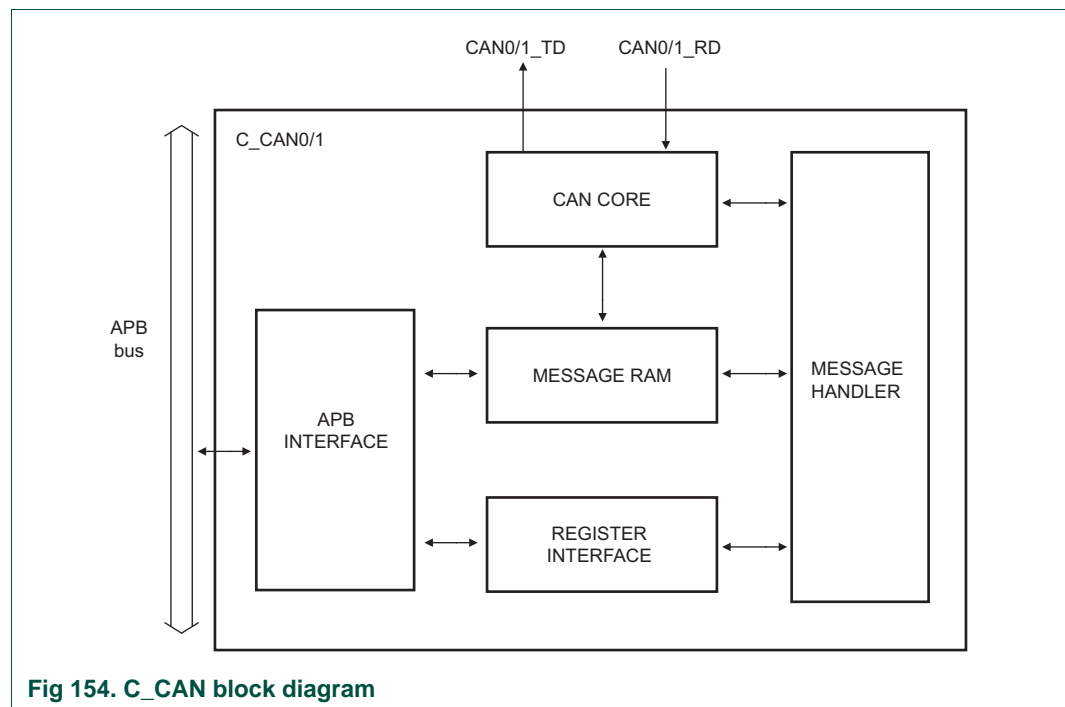 CAN0/1_TD CAN0/1_RD
C_CAN0/1
CAN CORE
APB
bus
APB
INTERFACE
MESSAGE RAM
MESSAGE
HANDLER
REGISTER
INTERFACE
Fig 154. C_CAN block diagram